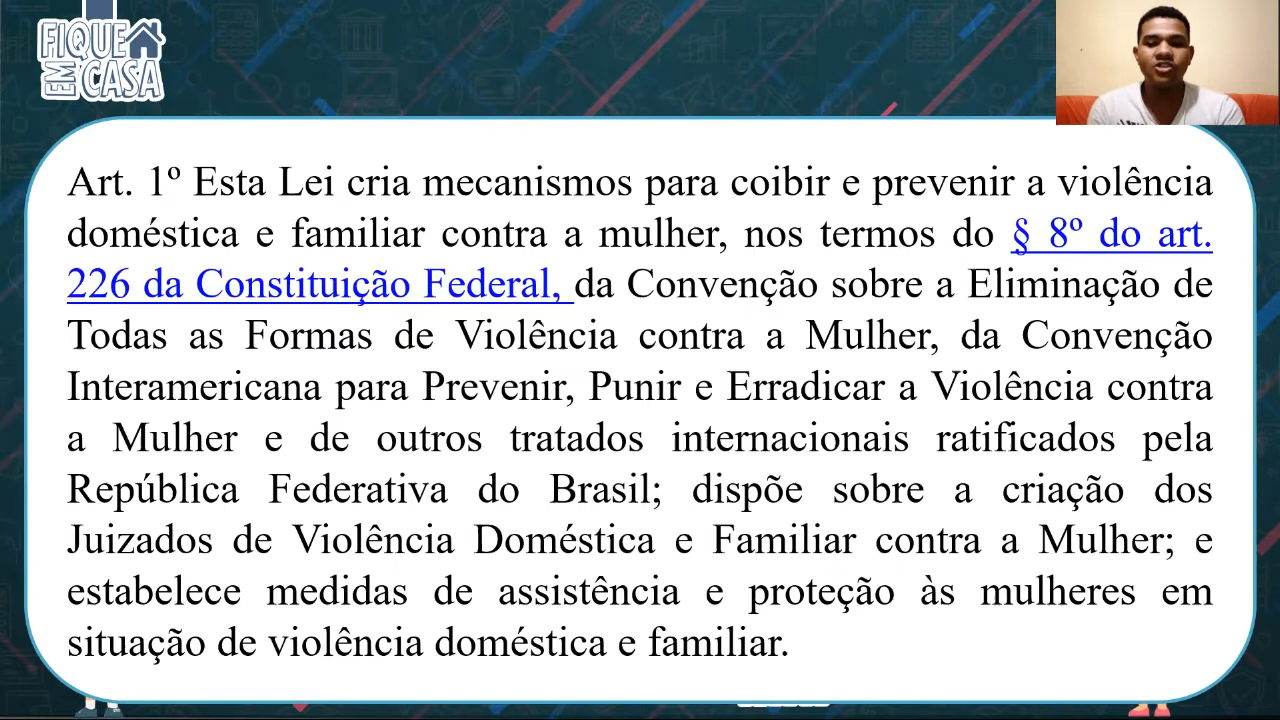 FIQUE
EM CASA
Art. 1º Esta Lei cria mecanismos para coibir e prevenir a violência
doméstica e familiar contra a mulher, nos termos do § 8º do art.
226 da Constituição Federal, da Convenção sobre a Eliminação de
Todas as Formas de Violência contra a Mulher, da Convenção
Interamericana para Prevenir, Punir e Erradicar a Violência contra
a Mulher e de outros tratados internacionais ratificados pela
República Federativa do Brasil; dispõe sobre a criação dos
Juizados de Violência Doméstica e Familiar contra a Mulher; e
estabelece medidas de assistência e proteção às mulheres em
situação de violência doméstica e familiar.